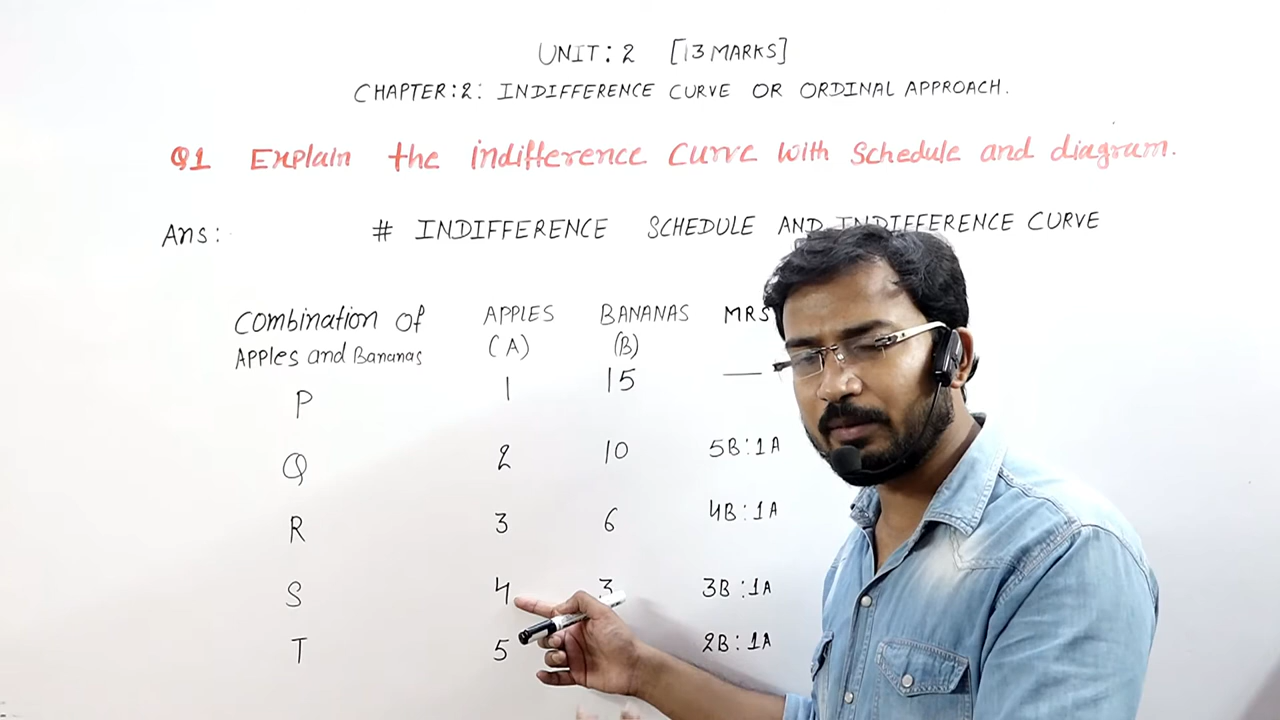 UNIT: 2 [13 MARKS]
CHAPTER:2: INDIFFERENCE CURVE OR ORDINAL APPROACH.
Q1 Explain the indifference Curve with Schedule and diagram.
Ans: # INDIFFERENCE SCHEDULE AND INDIFFERENCE CURVE
Combination of Apples and Bananas APPLES (A) BANANAS (B) MRS
P 1 15 —
Q 2 10 5B:1A
R 3 6 4B:1A
S 4 3 3B:1A
T 5 2B:1A